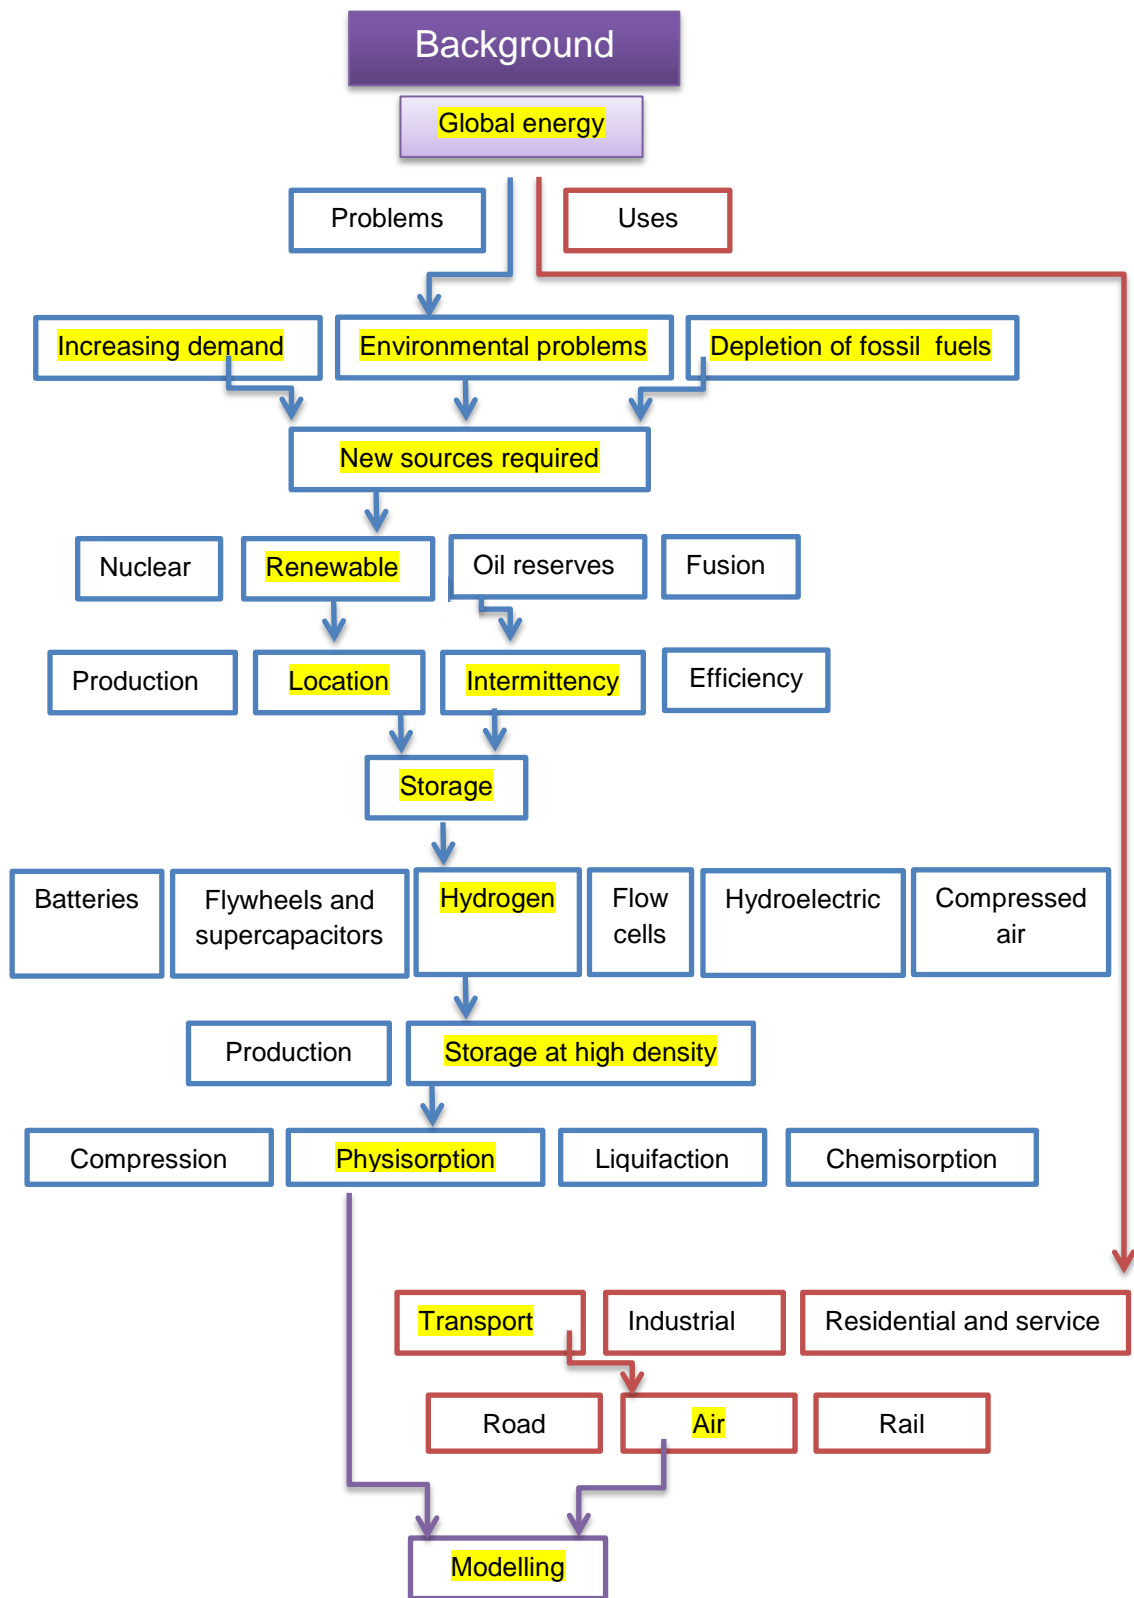 Background
Global energy
Problems
Uses
Increasing demand
Environmental problems
Depletion of fossil  fuels
New sources required
Nuclear
Renewable
Oil reserves
Fusion
Production
Location
Intermittency
Efficiency
Storage
Batteries
Flywheels and
supercapacitors
Hydrogen
Flow
cells
Hydroelectric
Compressed
air
Production
Storage at high density
Compression
Physisorption
Liquifaction
Chemisorption
Transport
Industrial
Residential and service
Road
Air
Rail
Modelling